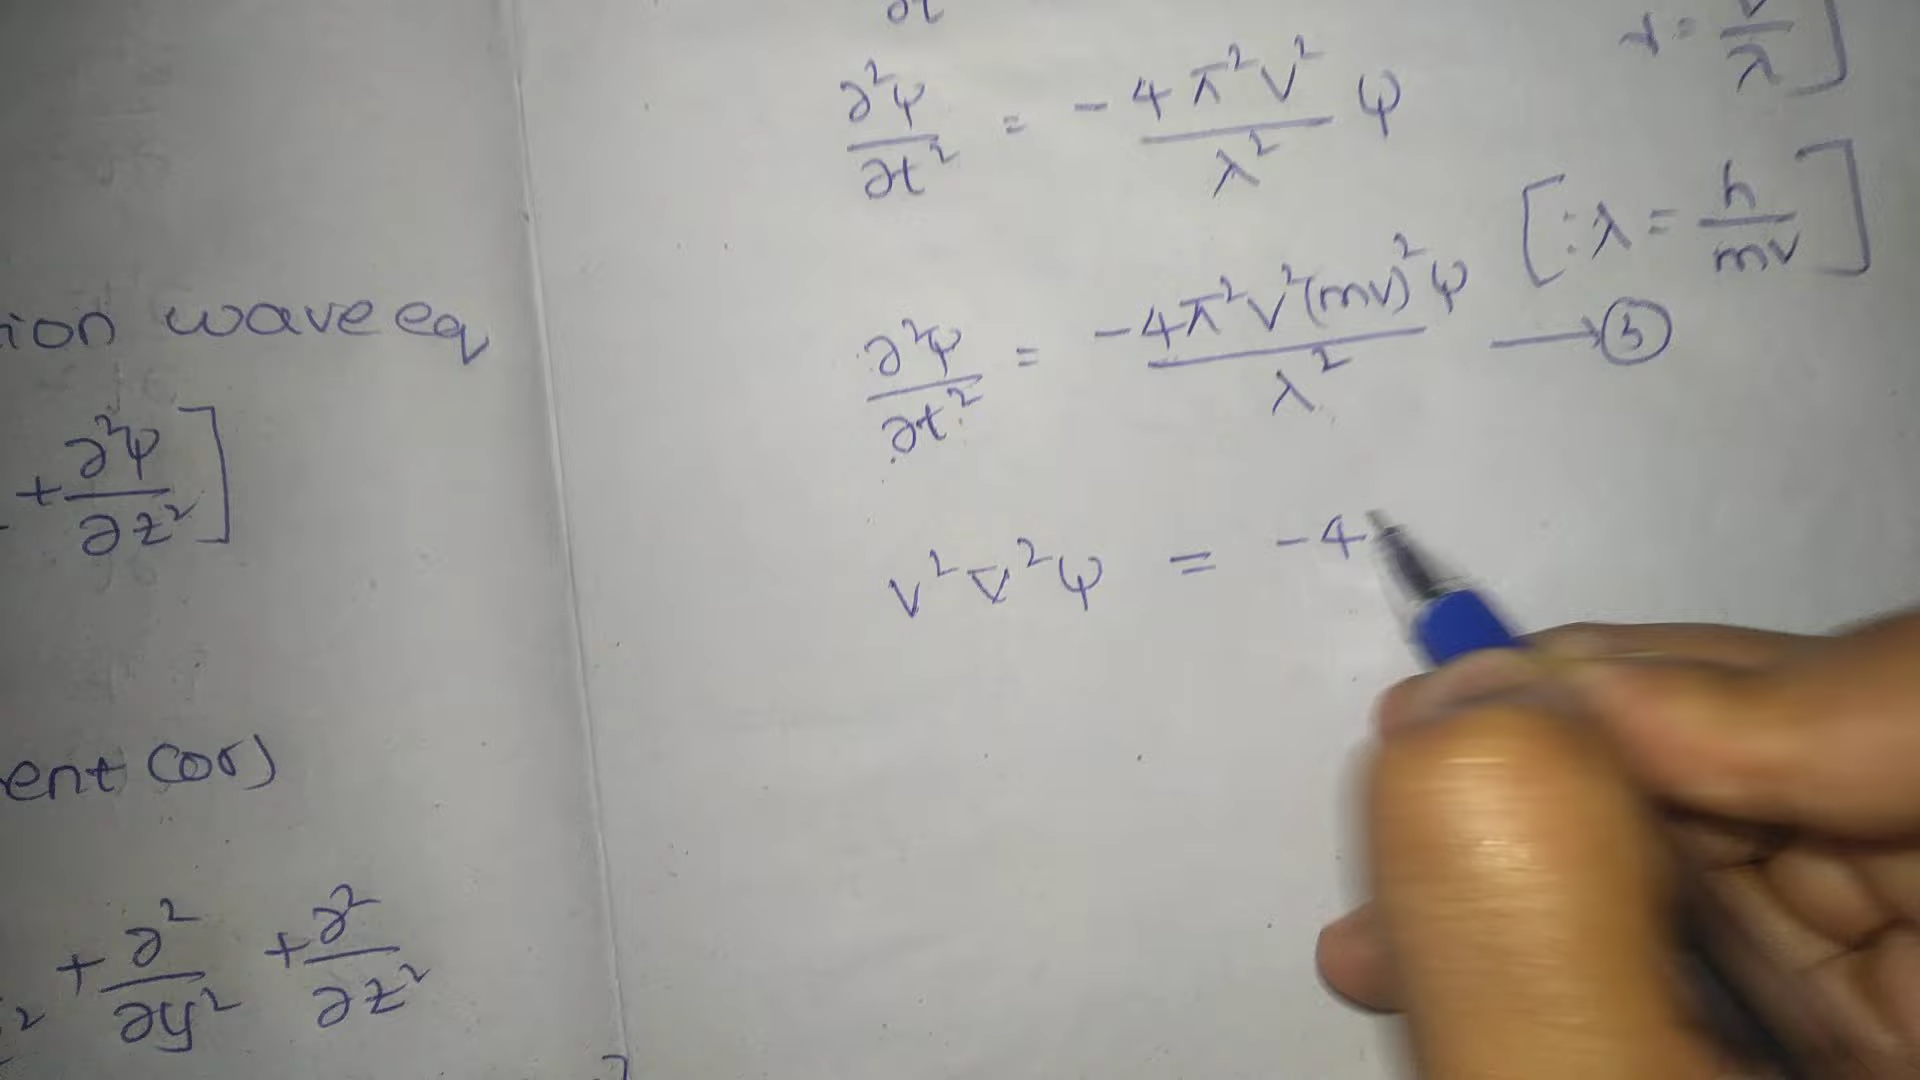 ion wave eq
+ ∂²ψ/∂z² ]
ent (or)
2 + ∂²/∂y² + ∂²/∂z²
∂t
ν = v/λ ]
∂²ψ/∂t² = -4π²v²/λ² ψ
[∵ λ = h/mv]
∂²ψ/∂t² = -4π²v²(mv)²ψ/λ² → ③
v²∇²ψ = -4